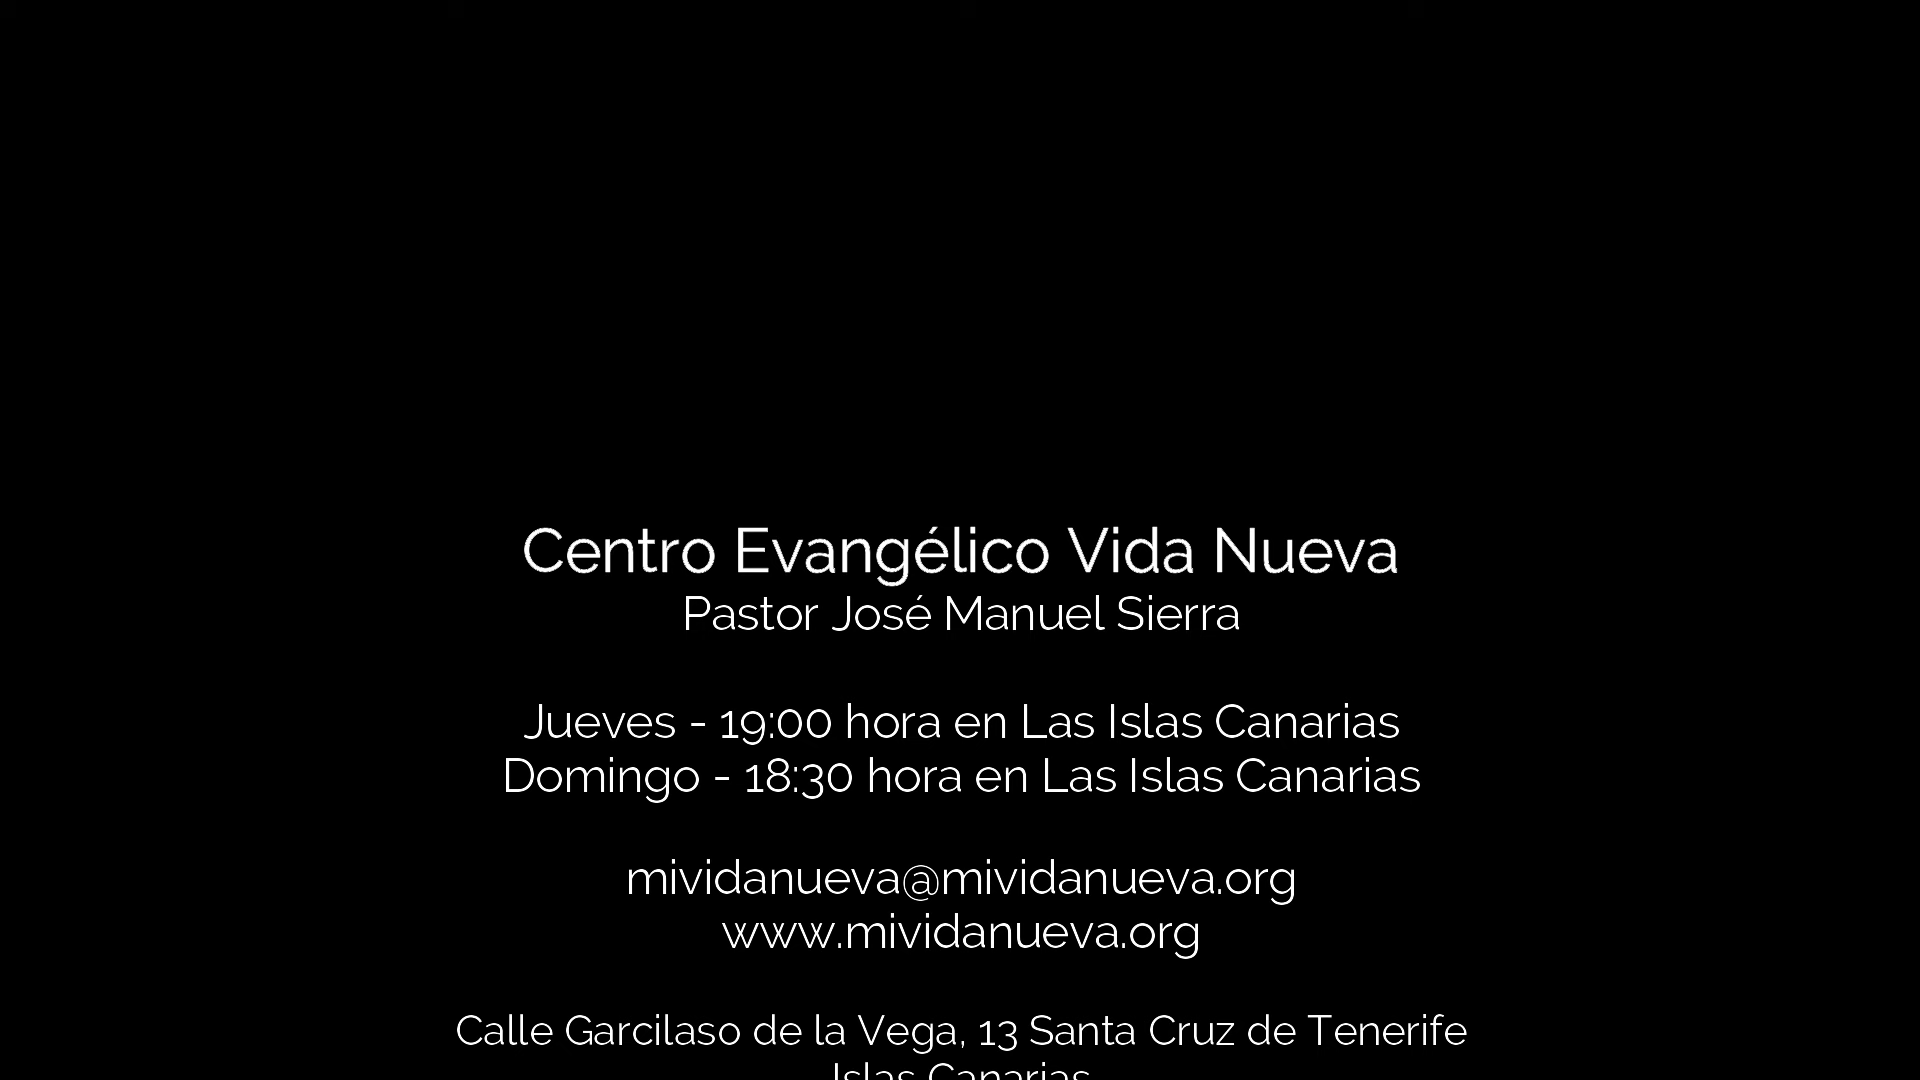 Centro Evangélico Vida Nueva
Pastor José Manuel Sierra
Jueves - 19:00 hora en Las Islas Canarias
Domingo - 18:30 hora en Las Islas Canarias
mividanueva@mividanueva.org
www.mividanueva.org
Calle Garcilaso de la Vega, 13 Santa Cruz de Tenerife
Islas Canarias